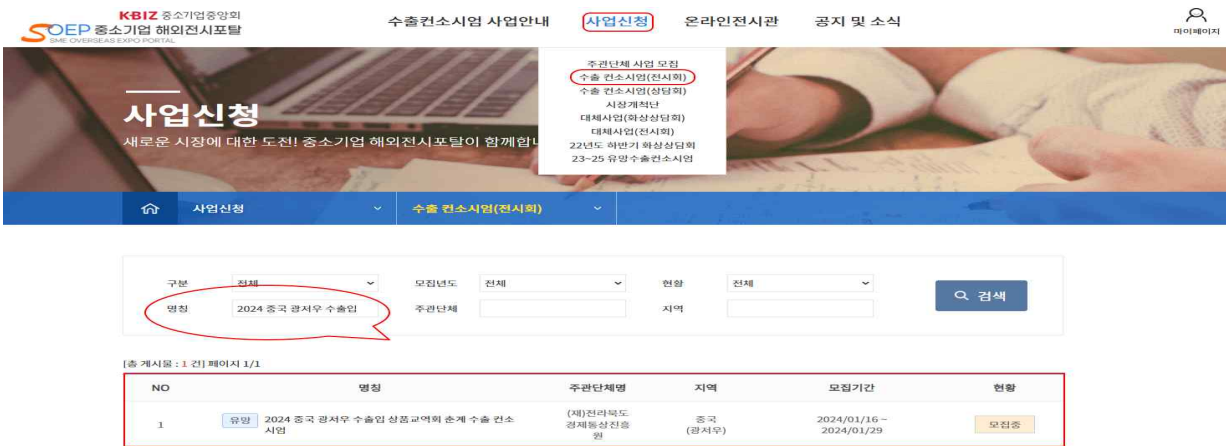 K-BIZ 중소기업중앙회
SOEP 중소기업 해외전시포탈
SME OVERSEAS EXPO PORTAL
수출컨소시엄 사업안내 사업신청 온라인전시관 공지 및 소식
마이페이지
주관단체 사업 모집
수출 컨소시엄(전시회)
수출 컨소시엄(상담회)
시장개척단
대체사업(화상상담회)
대체사업(전시회)
22년도 하반기 화상상담회
23~25 유망수출컨소시엄
사업신청
새로운 시장에 대한 도전! 중소기업 해외전시포탈이 함께합니
사업신청 수출 컨소시엄(전시회)
구분 전체 모집년도 전체 현황 전체
검색
명칭 2024 중국 광저우 수출입 주관단체 지역
[총 게시물 : 1 건] 페이지 1/1
NO 명칭 주관단체명 지역 모집기간 현황
1 유망 2024 중국 광저우 수출입 상품교역회 춘계 수출 컨소
시엄
(재)전라북도
경제통상진흥
원
중국
(광저우)
2024/01/16 ~
2024/01/29
모집중